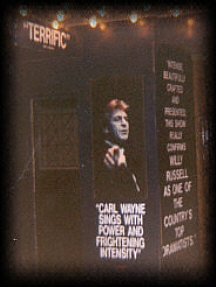 "TERRIFIC"
"INTENSE,
BEAUTIFULLY
CRAFTED
AND
PRESENTED,
THIS SHOW
REALLY
CONFIRMS
WILLY
RUSSELL
AS ONE OF
THE
COUNTRY'S
TOP
DRAMATISTS."
"CARL WAYNE
SINGS WITH
POWER AND
FRIGHTENING
INTENSITY"